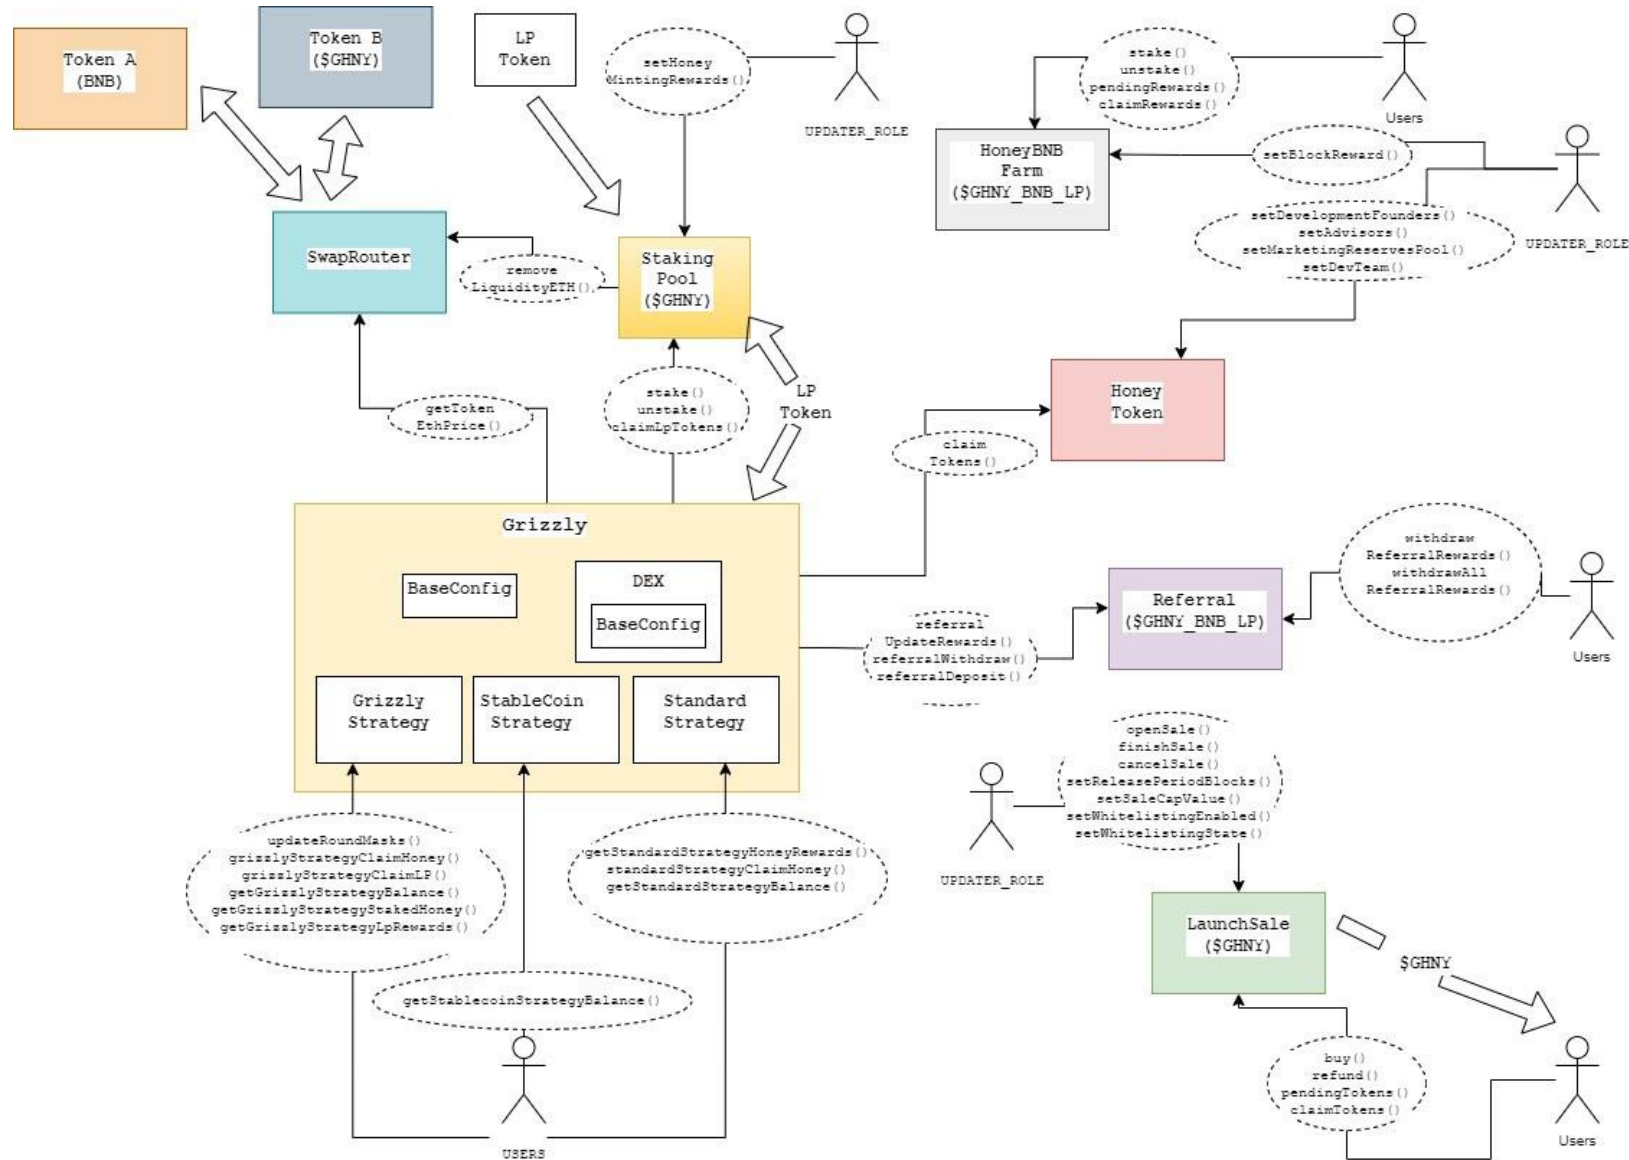 Token A
(BNB)
Token B
($GHNY)
LP
Token
setHoney
MintingRewards()
UPDATER_ROLE
stake()
unstake()
pendingRewards()
claimRewards()
Users
HoneyBNB
Farm
($GHNY_BNB_LP)
setBlockReward()
setDevelopmentFounders()
setAdvisors()
setMarketingReservesPool()
setDevTeam()
UPDATER_ROLE
SwapRouter
remove
LiquidityETH(),
Staking
Pool
($GHNY)
getToken
EthPrice()
stake()
unstake()
claimLpTokens()
LP
Token
Honey
Token
claim
Tokens()
Grizzly
BaseConfig
DEX
BaseConfig
Grizzly
Strategy
StableCoin
Strategy
Standard
Strategy
referral
UpdateRewards()
referralWithdraw()
referralDeposit()
Referral
($GHNY_BNB_LP)
withdraw
ReferralRewards()
withdrawAll
ReferralRewards()
Users
openSale()
finishSale()
cancelSale()
setReleasePeriodBlocks()
setSaleCapValue()
setWhitelistingEnabled()
setWhitelistingState()
UPDATER_ROLE
updateRoundMasks()
grizzlyStrategyClaimHoney()
grizzlyStrategyClaimLP()
getGrizzlyStrategyBalance()
getGrizzlyStrategyStakedHoney()
getGrizzlyStrategyLpRewards()
getStandardStrategyHoneyRewards()
standardStrategyClaimHoney()
getStandardStrategyBalance()
getStablecoinStrategyBalance()
USERS
LaunchSale
($GHNY)
$GHNY
buy()
refund()
pendingTokens()
claimTokens()
Users